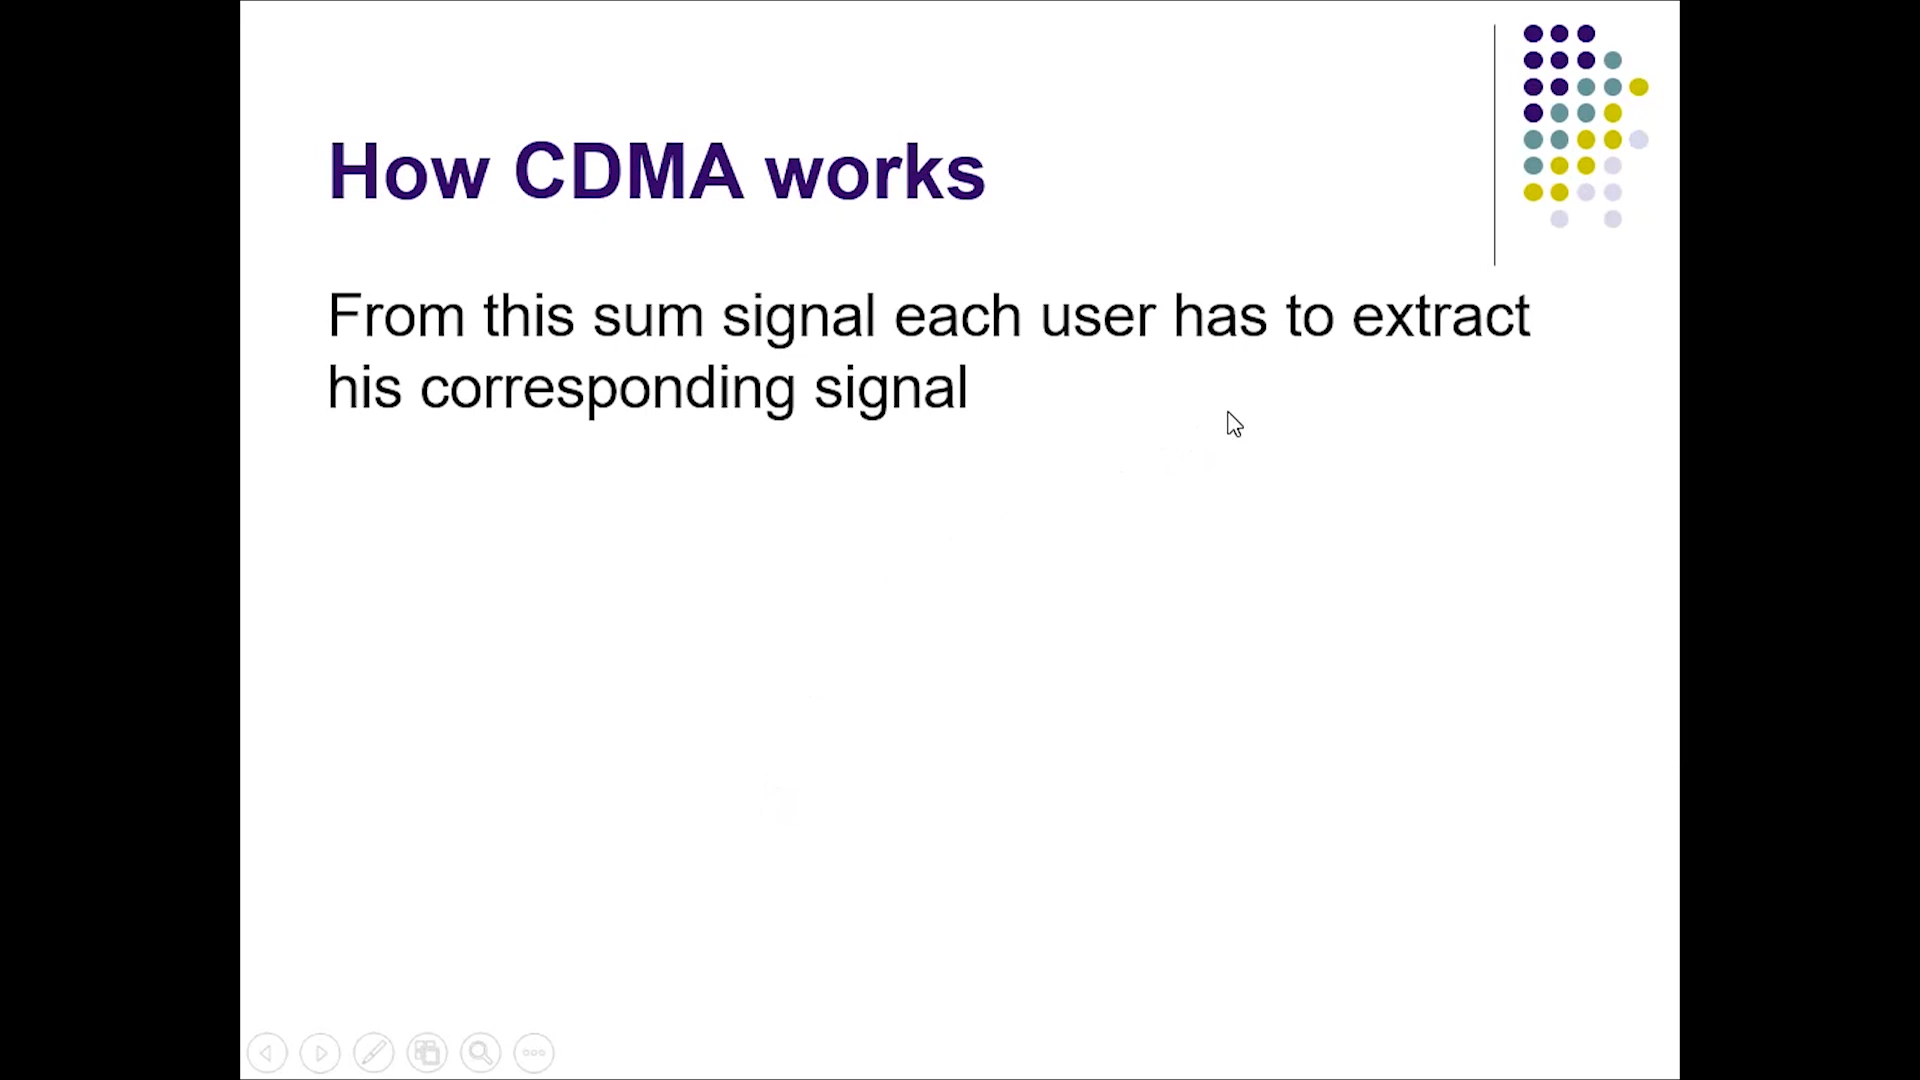 How CDMA works
From this sum signal each user has to extract
his corresponding signal